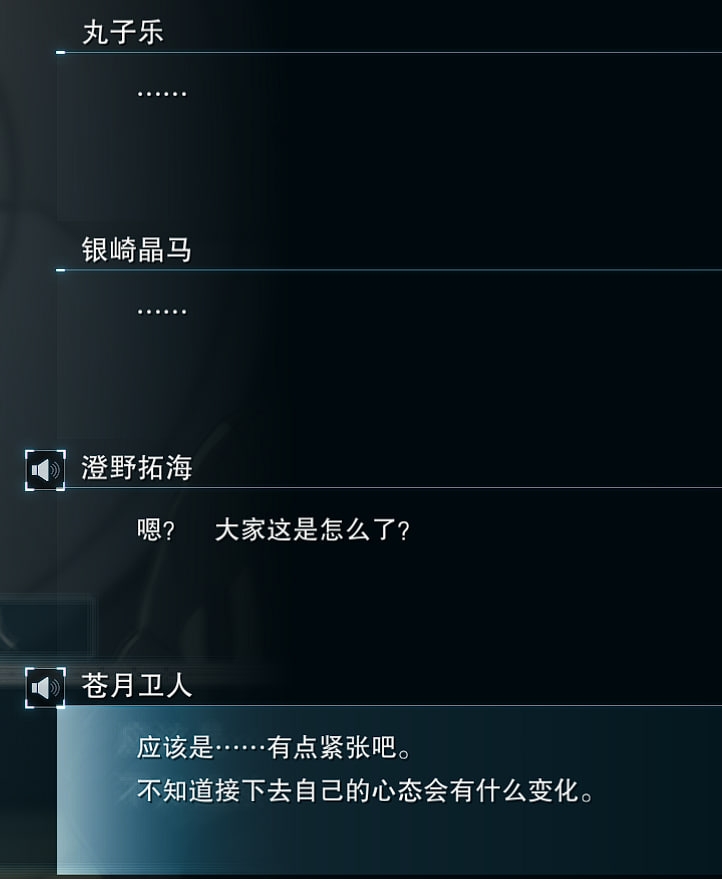 丸子乐
……
银崎晶马
……
澄野拓海
嗯？　大家这是怎么了？
苍月卫人
应该是……有点紧张吧。
不知道接下去自己的心态会有什么变化。